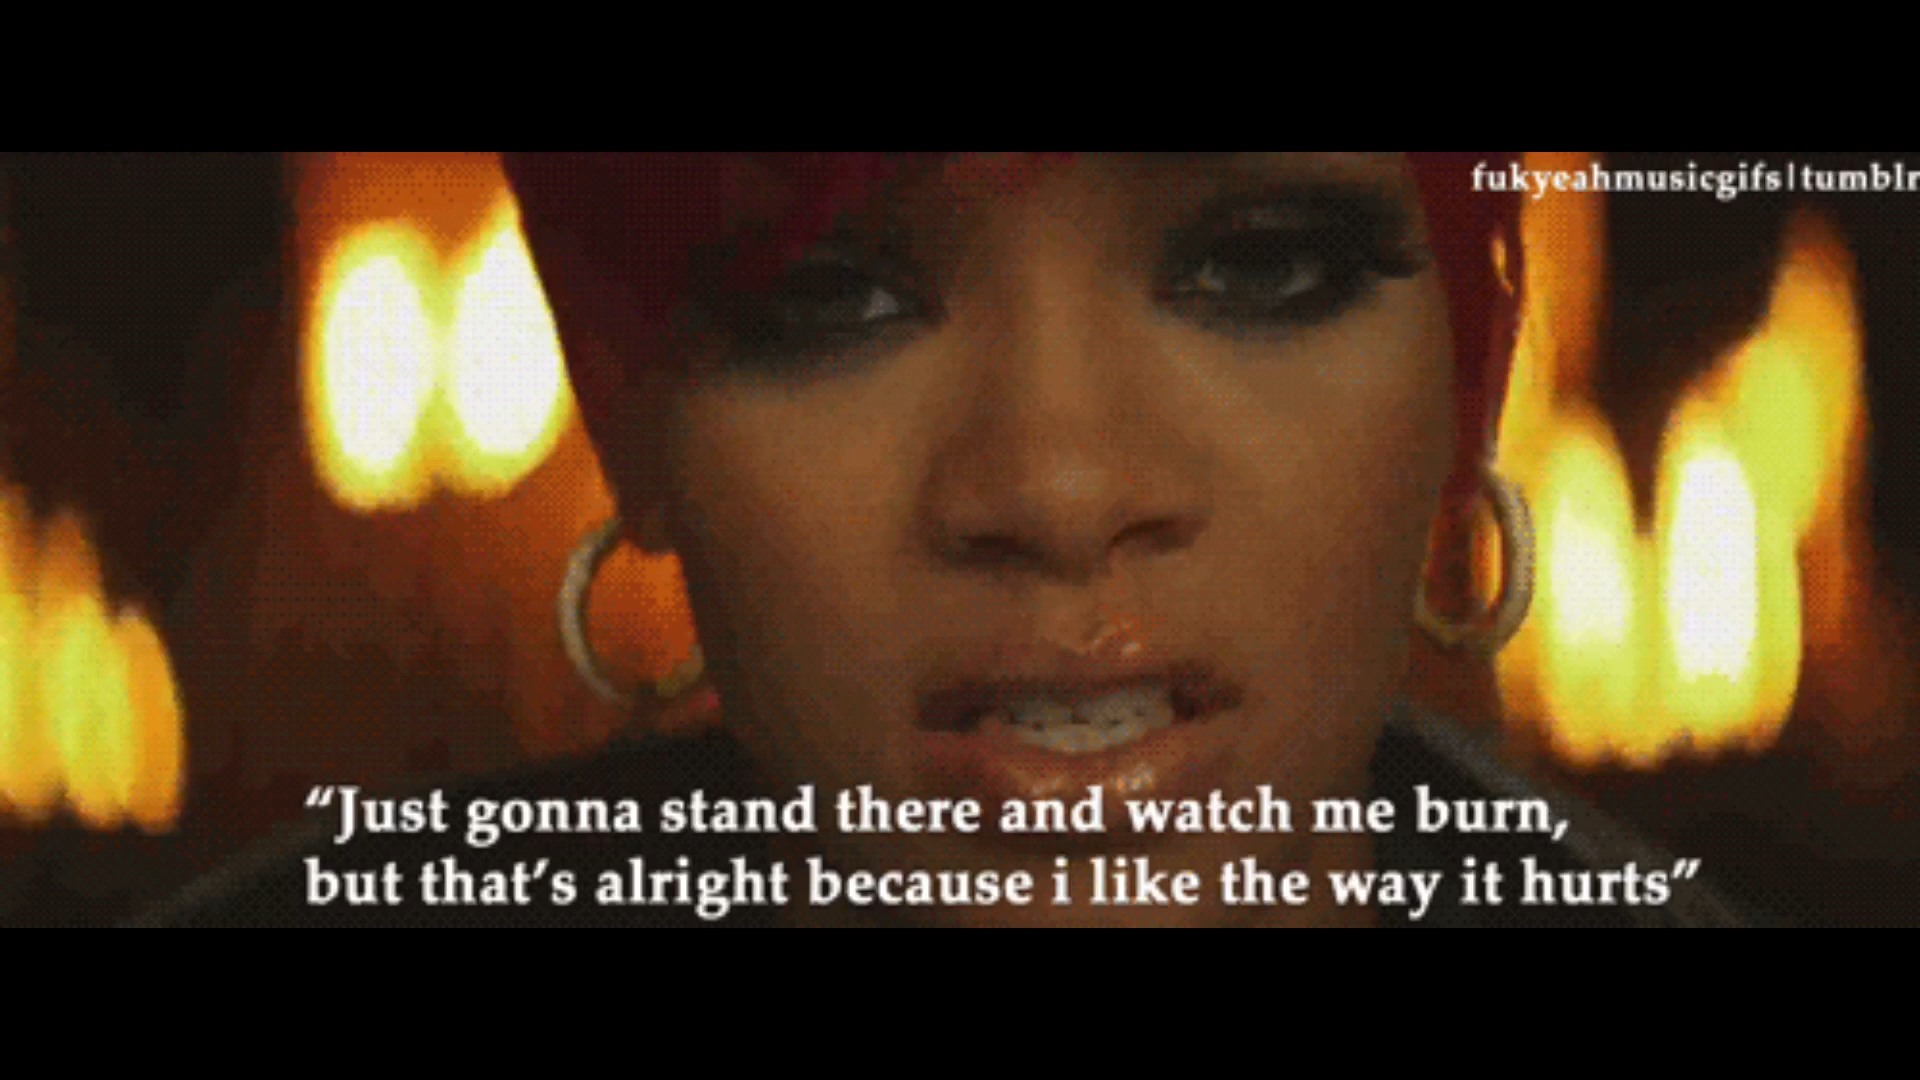 fukyeahmusicgifs|tumblr
“Just gonna stand there and watch me burn,
but that’s alright because i like the way it hurts”